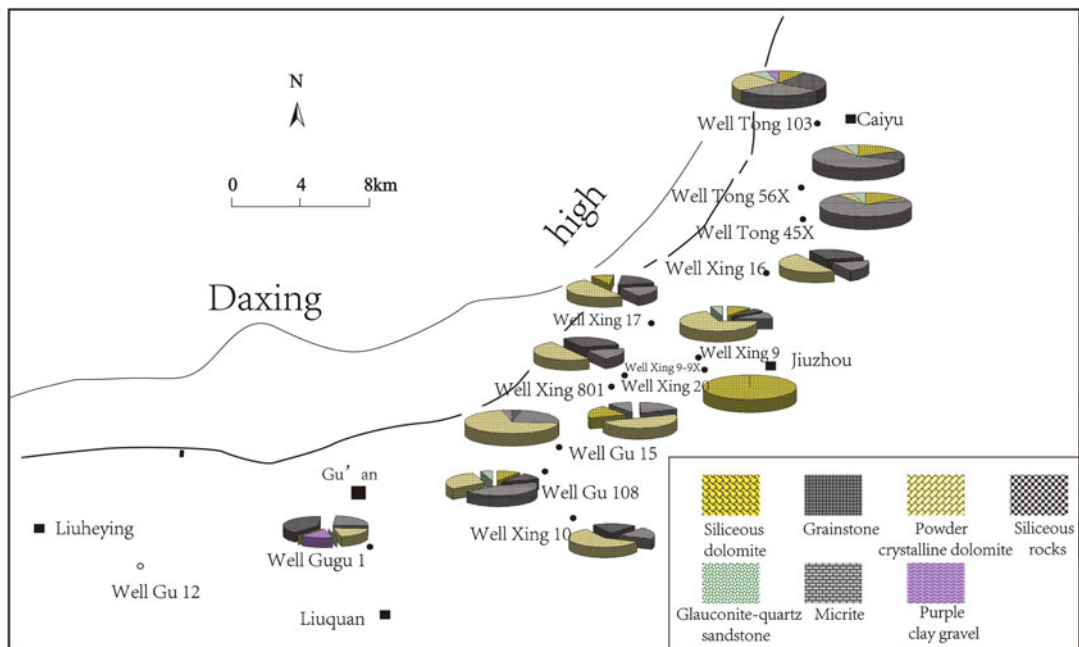 N
0 4 8km
Daxing
high
Well Tong 103
Caiyu
Well Tong 56X
Well Tong 45X
Well Xing 16
Well Xing 17
Well Xing 9
Jiuzhou
Well Xing 9-9X
Well Xing 801
Well Xing 20
Well Gu 15
Gu' an
Well Gu 108
Well Xing 10
Liuheying
Well Gugu 1
Well Gu 12
Liuquan
Siliceous
dolomite
Grainstone
Powder
crystalline dolomite
Siliceous
rocks
Glauconite-quartz
sandstone
Micrite
Purple
clay gravel